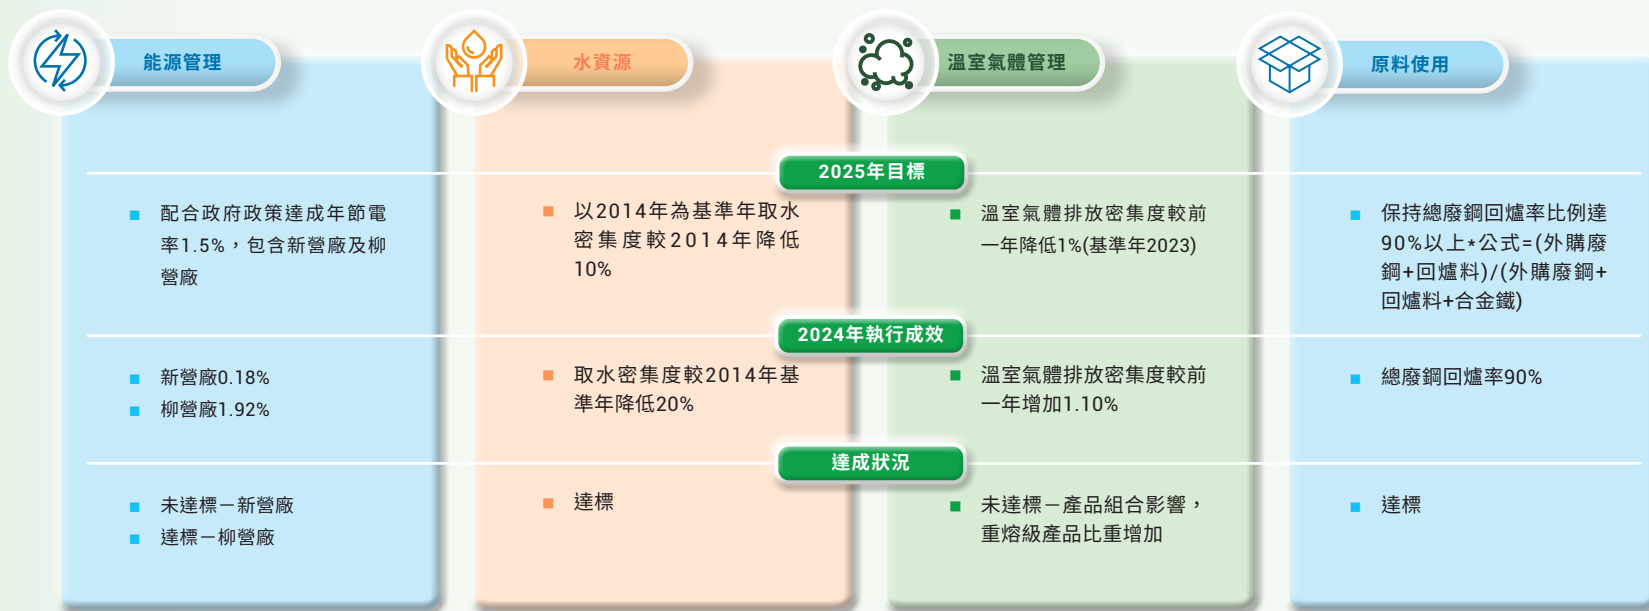 能源管理
水資源
溫室氣體管理
原料使用
2025年目標
配合政府政策達成年節電
率1.5%，包含新營廠及柳
營廠
以2014年為基準年取水
密集度較2014年降低
10%
溫室氣體排放密集度較前
一年降低1%(基準年2023)
保持總廢鋼回爐率比例達
90%以上*公式=(外購廢
鋼+回爐料)/(外購廢鋼+
回爐料+合金鐵)
2024年執行成效
新營廠0.18%
柳營廠1.92%
取水密集度較2014年基
準年降低20%
溫室氣體排放密集度較前
一年增加1.10%
總廢鋼回爐率90%
達成狀況
未達標－新營廠
達標－柳營廠
達標
未達標－產品組合影響，
重熔級產品比重增加
達標